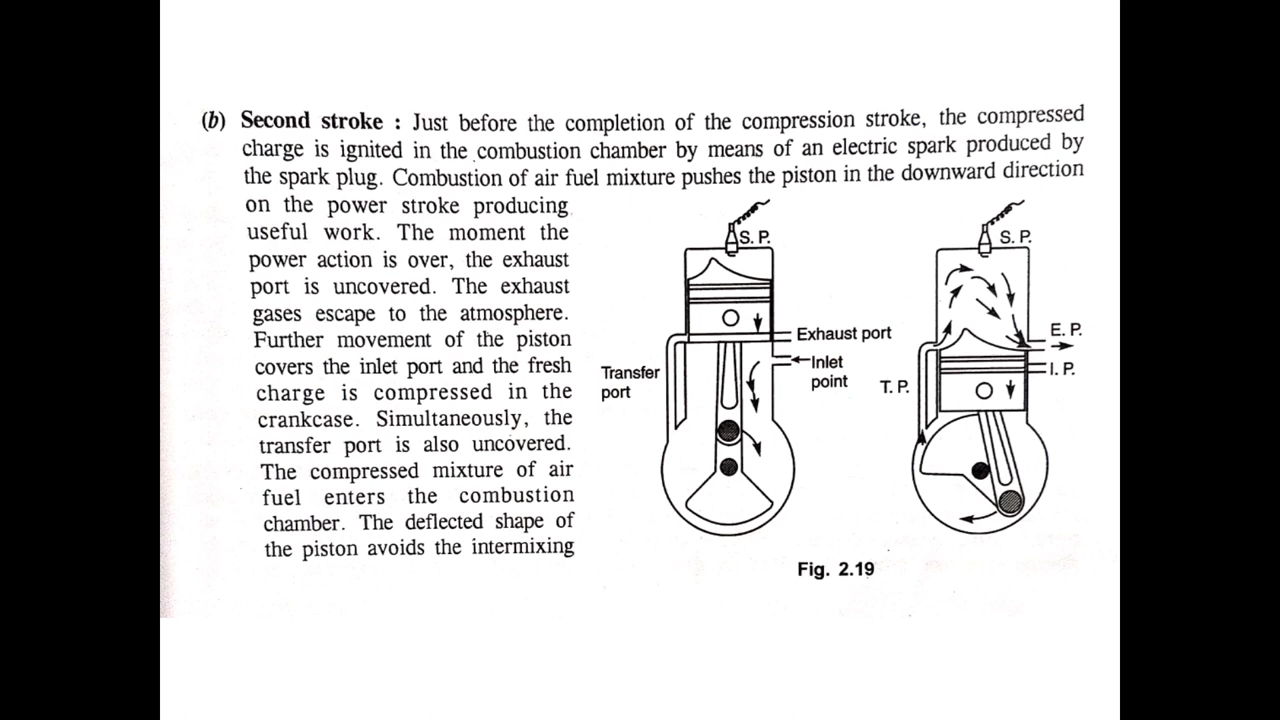 (b) Second stroke : Just before the completion of the compression stroke, the compressed
charge is ignited in the combustion chamber by means of an electric spark produced by
the spark plug. Combustion of air fuel mixture pushes the piston in the downward direction
on the power stroke producing
useful work. The moment the
power action is over, the exhaust
port is uncovered. The exhaust
gases escape to the atmosphere.
Further movement of the piston
covers the inlet port and the fresh
charge is compressed in the
crankcase. Simultaneously, the
transfer port is also uncovered.
The compressed mixture of air
fuel enters the combustion
chamber. The deflected shape of
the piston avoids the intermixing
S. P.
Exhaust port
Inlet
point
Transfer
port
S. P.
E. P.
I. P.
T. P.
Fig. 2.19